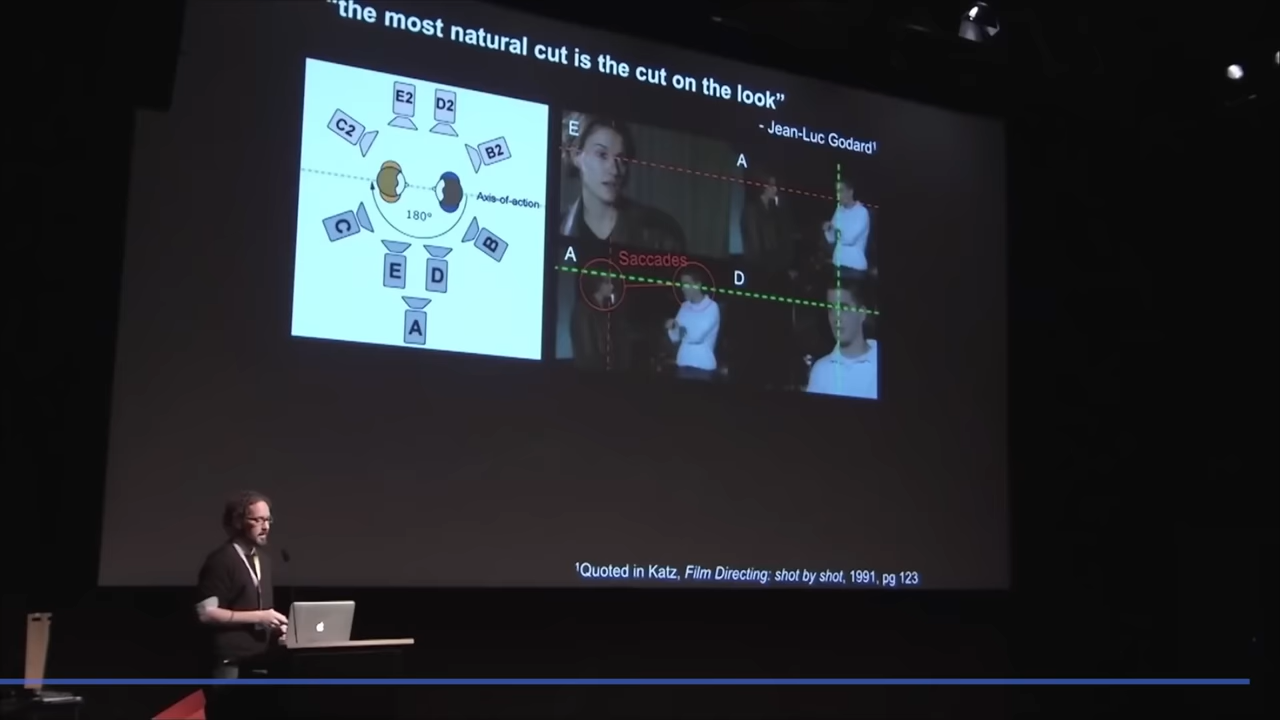 "the most natural cut is the cut on the look"
- Jean-Luc Godard¹
E2
D2
C2
B2
Axis-of-action
180°
C
B
E
D
A
E
A
A
Saccades
D
¹Quoted in Katz, Film Directing: shot by shot, 1991, pg 123